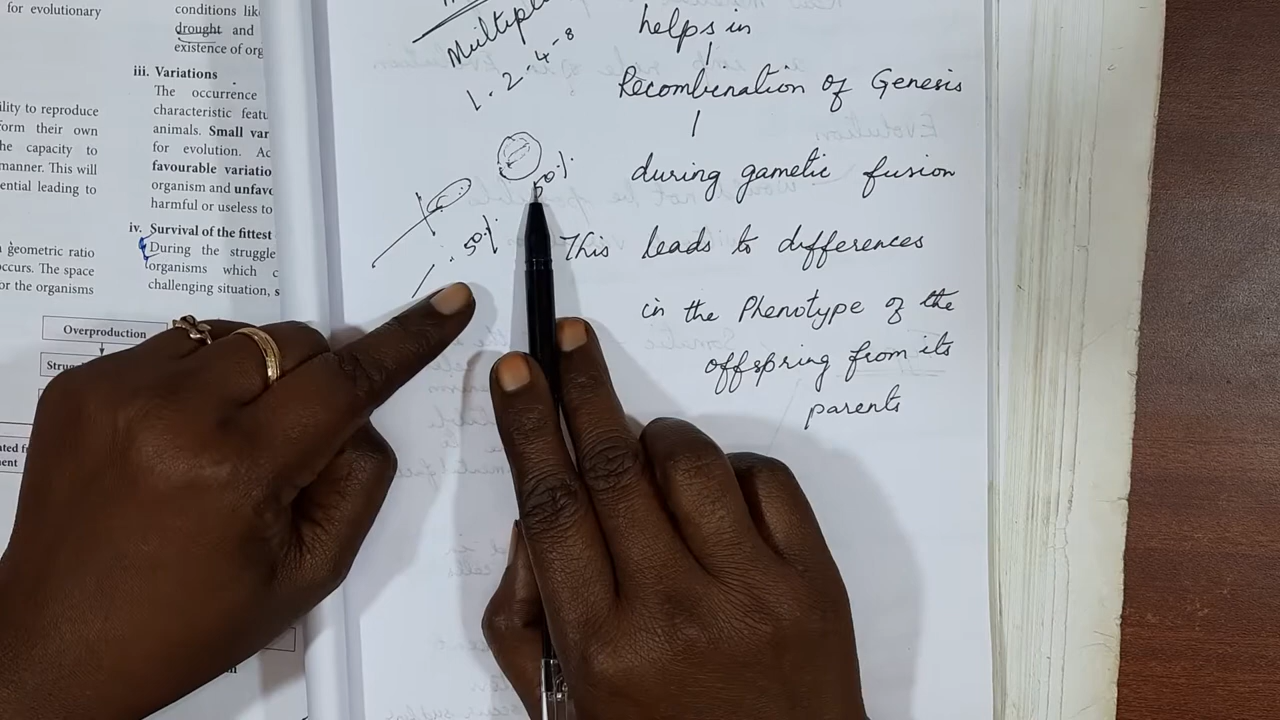 for evolutionary
lity to reproduce
form their own
he capacity to
manner. This will
ential leading to
geometric ratio
occurs. The space
or the organisms
Overproduction
conditions lik
drought and
existence of org
iii. Variations
The occurrence
characteristic featu
animals. Small var
for evolution. Ac
favourable variatio
organism and unfavo
harmful or useless to
iv. Survival of the fittest
During the struggle
organisms which c
challenging situation, s
Multipl
1 - 2 - 4 - 8
50%
50%
helps in
Recombination of Genesis
during gametic fusion
This leads to differences
in the Phenotype of the
offspring from its
parents